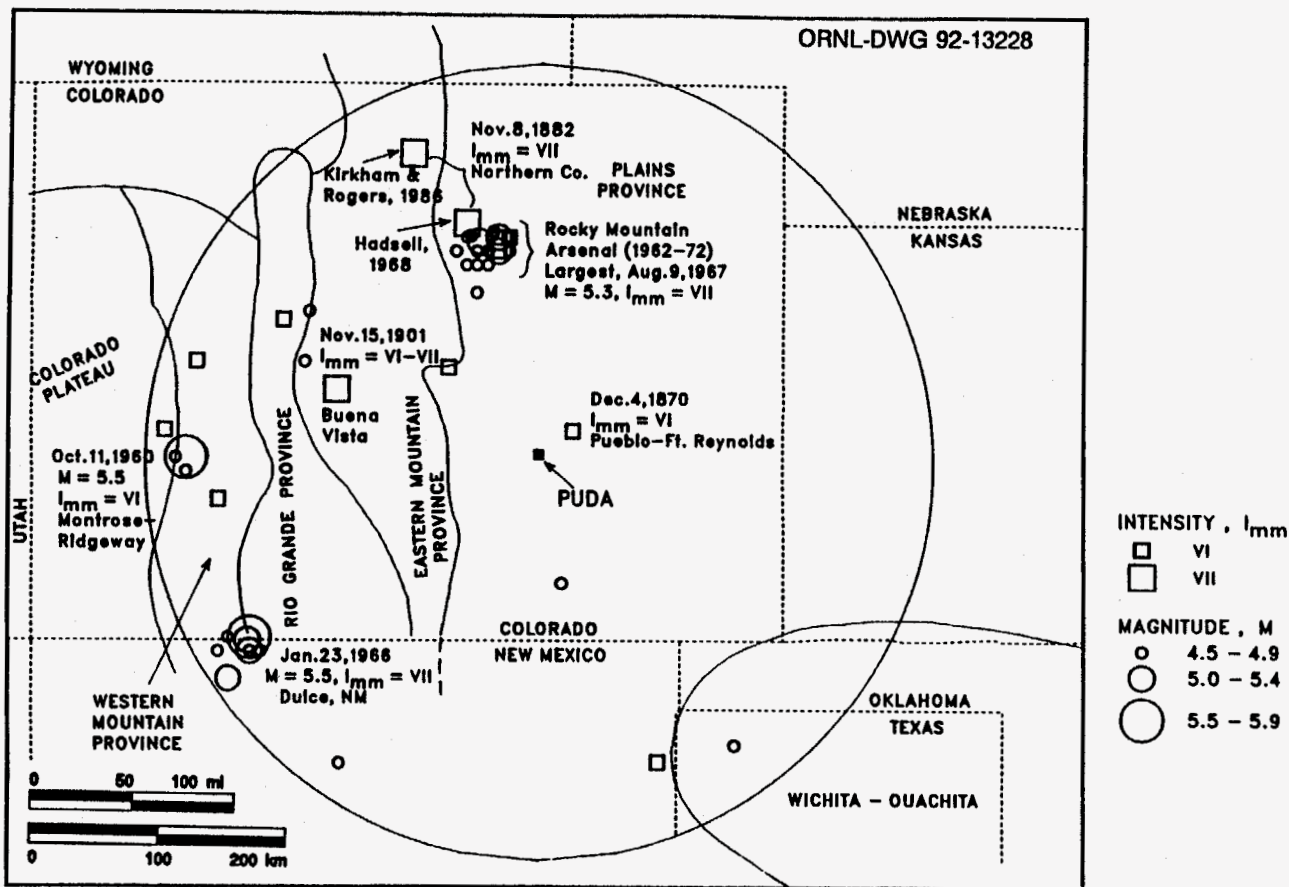 ORNL-DWG 92-13228
WYOMING
COLORADO
Nov.8,1882
Imm = VII
Northern Co.
Kirkham &
Rogers, 1986
PLAINS
PROVINCE
NEBRASKA
KANSAS
Hadsell,
1968
Rocky Mountain
Arsenal (1962-72)
Largest, Aug.9,1967
M = 5.3, Imm = VII
Nov.15,1901
Imm = VI-VII
Buena
Vista
COLORADO
PLATEAU
Dec.4,1870
Imm = VI
Pueblo-Ft. Reynolds
PUDA
Oct.11,1960
M = 5.5
Imm = VI
Montrose-
Ridgeway
UTAH
RIO GRANDE PROVINCE
EASTERN MOUNTAIN
PROVINCE
COLORADO
NEW MEXICO
Jan.23,1966
M = 5.5, Imm = VII
Dulce, NM
WESTERN
MOUNTAIN
PROVINCE
OKLAHOMA
TEXAS
WICHITA - OUACHITA
0 50 100 mi
0 100 200 km
INTENSITY , Imm
VI
VII
MAGNITUDE , M
4.5 - 4.9
5.0 - 5.4
5.5 - 5.9